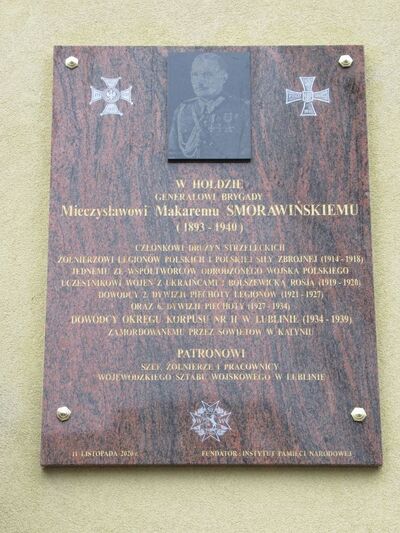 W HOŁDZIE
GENERAŁOWI BRYGADY
Mieczysławowi Makaremu SMORAWIŃSKIEMU
(1893 - 1940)
CZŁONKOWI DRUŻYN STRZELECKICH
ŻOŁNIERZOWI LEGIONÓW POLSKICH I POLSKIEJ SIŁY ZBROJNEJ (1914 -1918)
JEDNEMU ZE WSPÓŁTWÓRCÓW ODRODZONEGO WOJSKA POLSKIEGO
UCZESTNIKOWI WOJEN Z UKRAIŃCAMI I BOLSZEWICKĄ ROSJĄ (1919 -1920)
DOWÓDCY 2. DYWIZJI PIECHOTY LEGIONÓW (1921 -1927)
ORAZ 6. DYWIZJI PIECHOTY (1927 -1934)
DOWÓDCY OKRĘGU KORPUSU NR II W LUBLINIE (1934 -1939)
ZAMORDOWANEMU PRZEZ SOWIETÓW W KATYNIU
PATRONOWI
SZEF, ŻOŁNIERZE I PRACOWNICY
WOJEWÓDZKIEGO SZTABU WOJSKOWEGO W LUBLINIE
11 LISTOPADA 2020 r.
FUNDATOR: INSTYTUT PAMIĘCI NARODOWEJ